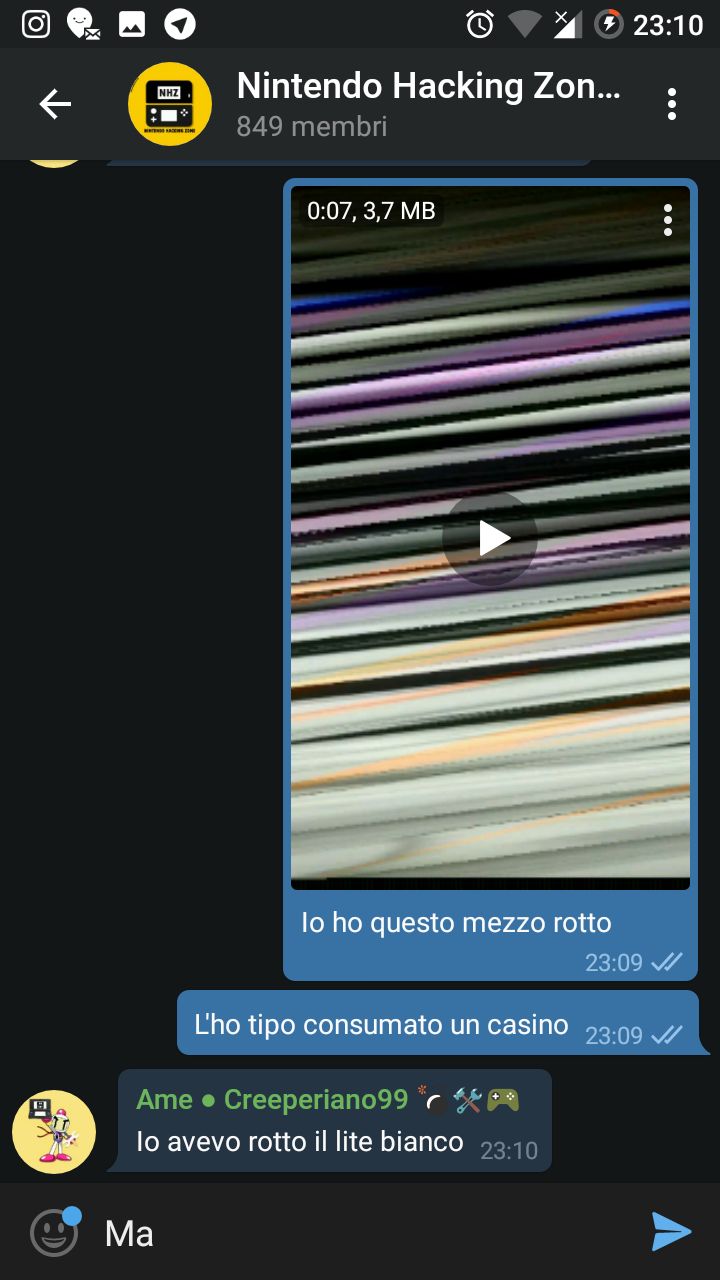 23:10
Nintendo Hacking Zon...
849 membri
NHZ
NINTENDO HACKING ZONE
0:07, 3,7 MB
Io ho questo mezzo rotto
23:09
L'ho tipo consumato un casino 23:09
Ame ● Creeperiano99 💣🛠🎮
Io avevo rotto il lite bianco 23:10
Ma